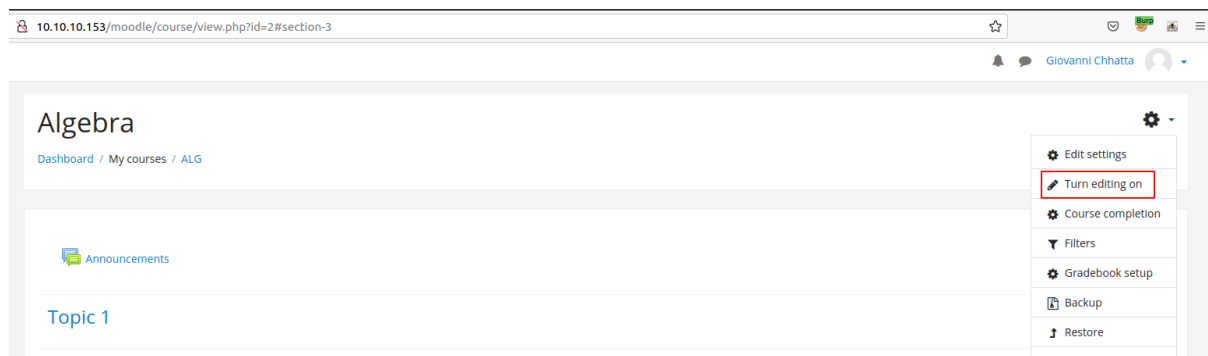 10.10.10.153/moodle/course/view.php?id=2#section-3
Burp
Giovanni Chhatta
Algebra
Dashboard / My courses / ALG
Edit settings
Turn editing on
Course completion
Filters
Gradebook setup
Backup
Restore
Announcements
Topic 1